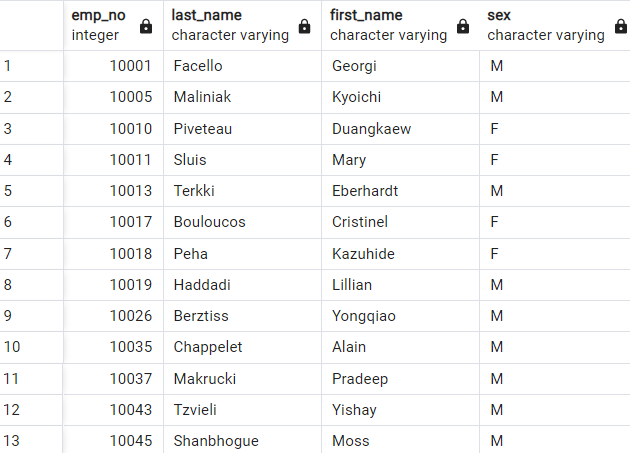 emp_no last_name first_name sex
integer character varying character varying character varying
1 10001 Facello Georgi M
2 10005 Maliniak Kyoichi M
3 10010 Piveteau Duangkaew F
4 10011 Sluis Mary F
5 10013 Terkki Eberhardt M
6 10017 Bouloucos Cristinel F
7 10018 Peha Kazuhide F
8 10019 Haddadi Lillian M
9 10026 Berztiss Yongqiao M
10 10035 Chappelet Alain M
11 10037 Makrucki Pradeep M
12 10043 Tzvieli Yishay M
13 10045 Shanbhogue Moss M